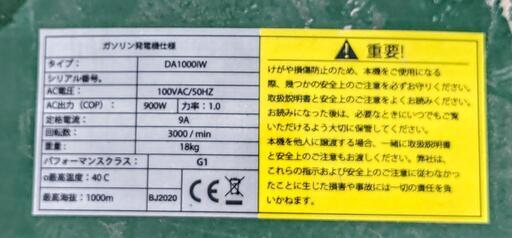 ガソリン発電機仕様
タイプ: DA1000IW
シリアル番号:
AC電圧: 100VAC/50HZ
AC出力（COP）: 900W 力率：1.0
定格電流: 9A
回転数: 3000 / min
重量: 18kg
パフォーマンスクラス: G1
α最高温度: 40 C
最高海抜: 1000m BJ2020 CE
重要!
けがや損傷防止のため、本機をご使用になる
際、幾つかの安全上のご注意を必ずお守りください。
取扱説明書と安全上のご注意をよくお読みください。
お読みになった後は、必要なときにいつでもご覧
いただけるよう大切に保管してください。
本機を他人に譲渡する場合、一緒に取扱説明書
と安全上のご注意もお渡しください。弊社は、
これらの指示および安全上のご注意に従わなかっ
たことに生じた損害や事故には一切の責任を負
いかねます。